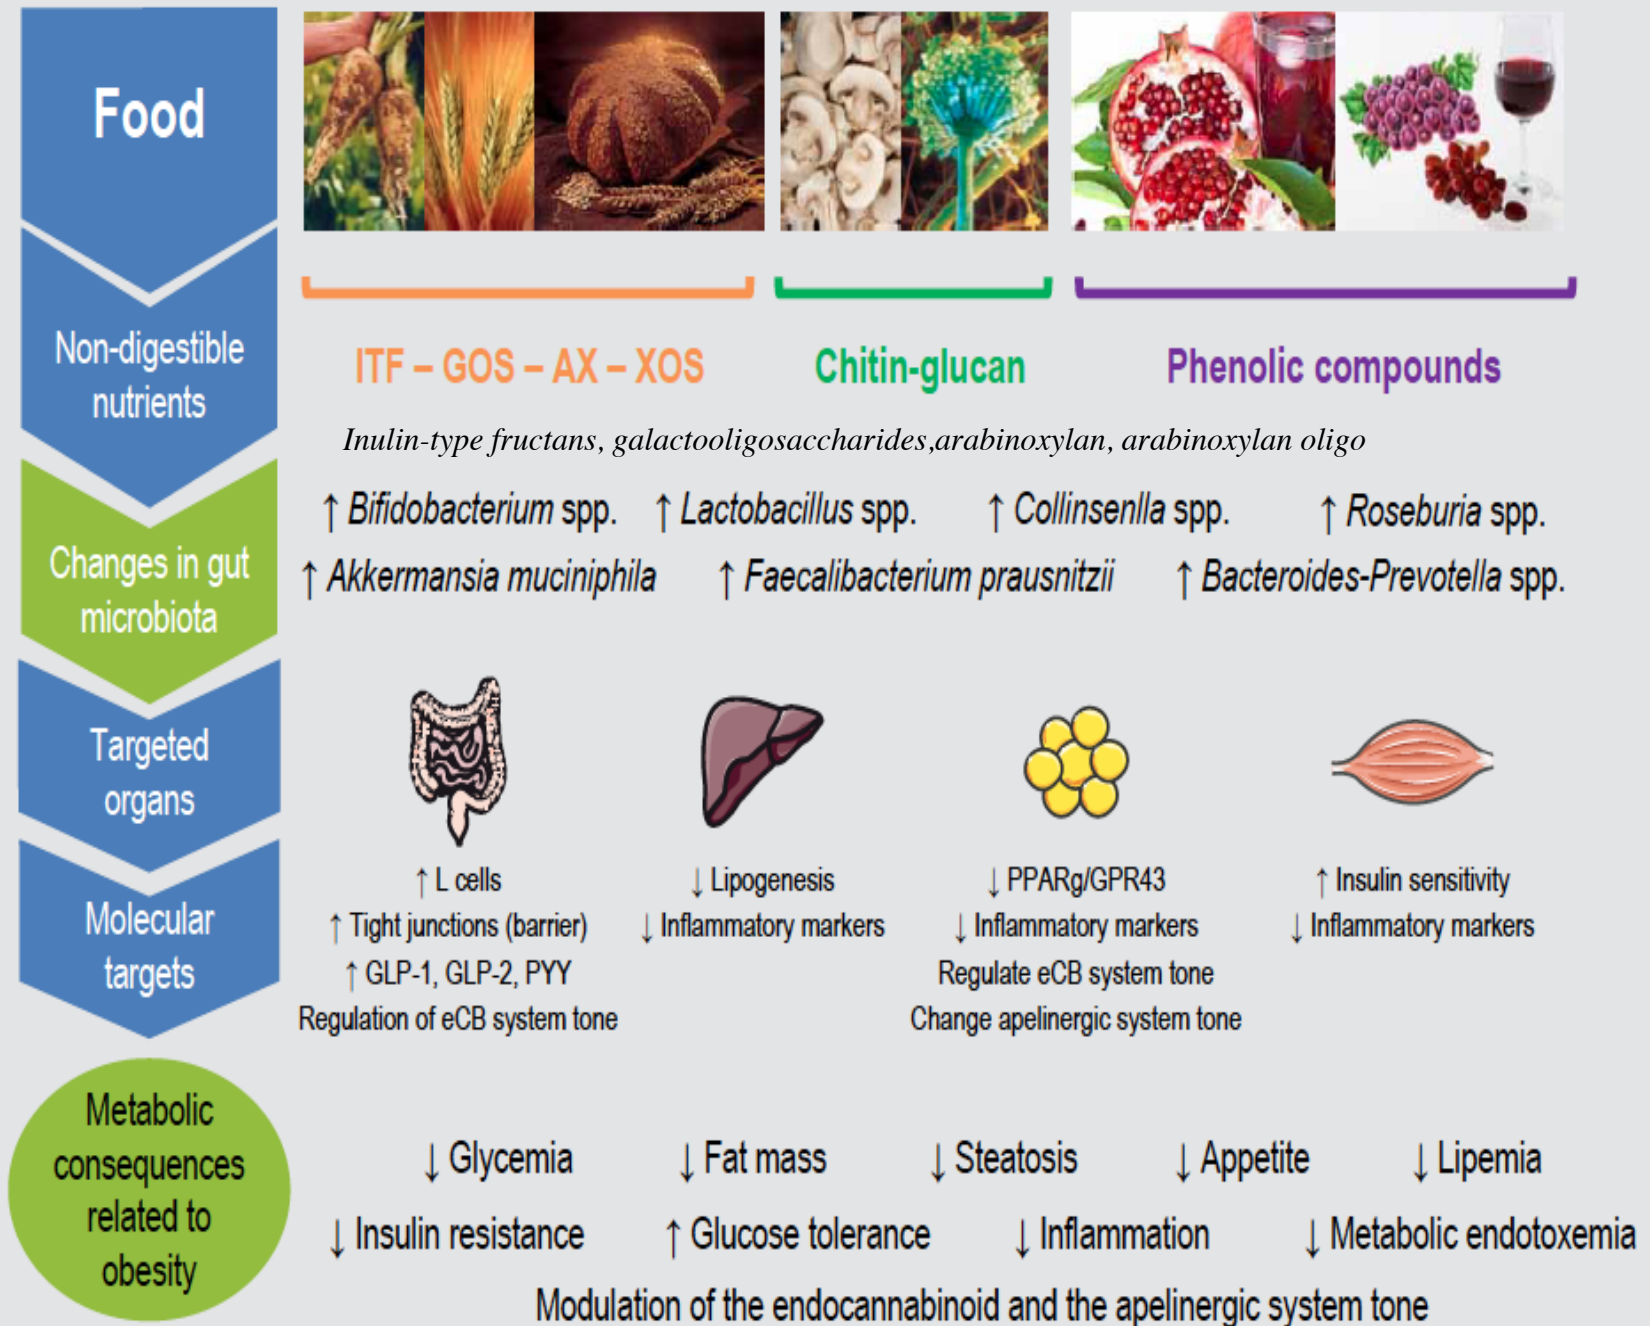 Food
Non-digestible
nutrients
ITF – GOS – AX – XOS
Chitin-glucan
Phenolic compounds
Inulin-type fructans, galactooligosaccharides,arabinoxylan, arabinoxylan oligo
Changes in gut
microbiota
↑ Bifidobacterium spp.
↑ Lactobacillus spp.
↑ Collinsenlla spp.
↑ Roseburia spp.
↑ Akkermansia muciniphila
↑ Faecalibacterium prausnitzii
↑ Bacteroides-Prevotella spp.
Targeted
organs
Molecular
targets
↑ L cells
↑ Tight junctions (barrier)
↑ GLP-1, GLP-2, PYY
Regulation of eCB system tone
↓ Lipogenesis
↓ Inflammatory markers
↓ PPARg/GPR43
↓ Inflammatory markers
Regulate eCB system tone
Change apelinergic system tone
↑ Insulin sensitivity
↓ Inflammatory markers
Metabolic
consequences
related to
obesity
↓ Glycemia
↓ Fat mass
↓ Steatosis
↓ Appetite
↓ Lipemia
↓ Insulin resistance
↑ Glucose tolerance
↓ Inflammation
↓ Metabolic endotoxemia
Modulation of the endocannabinoid and the apelinergic system tone